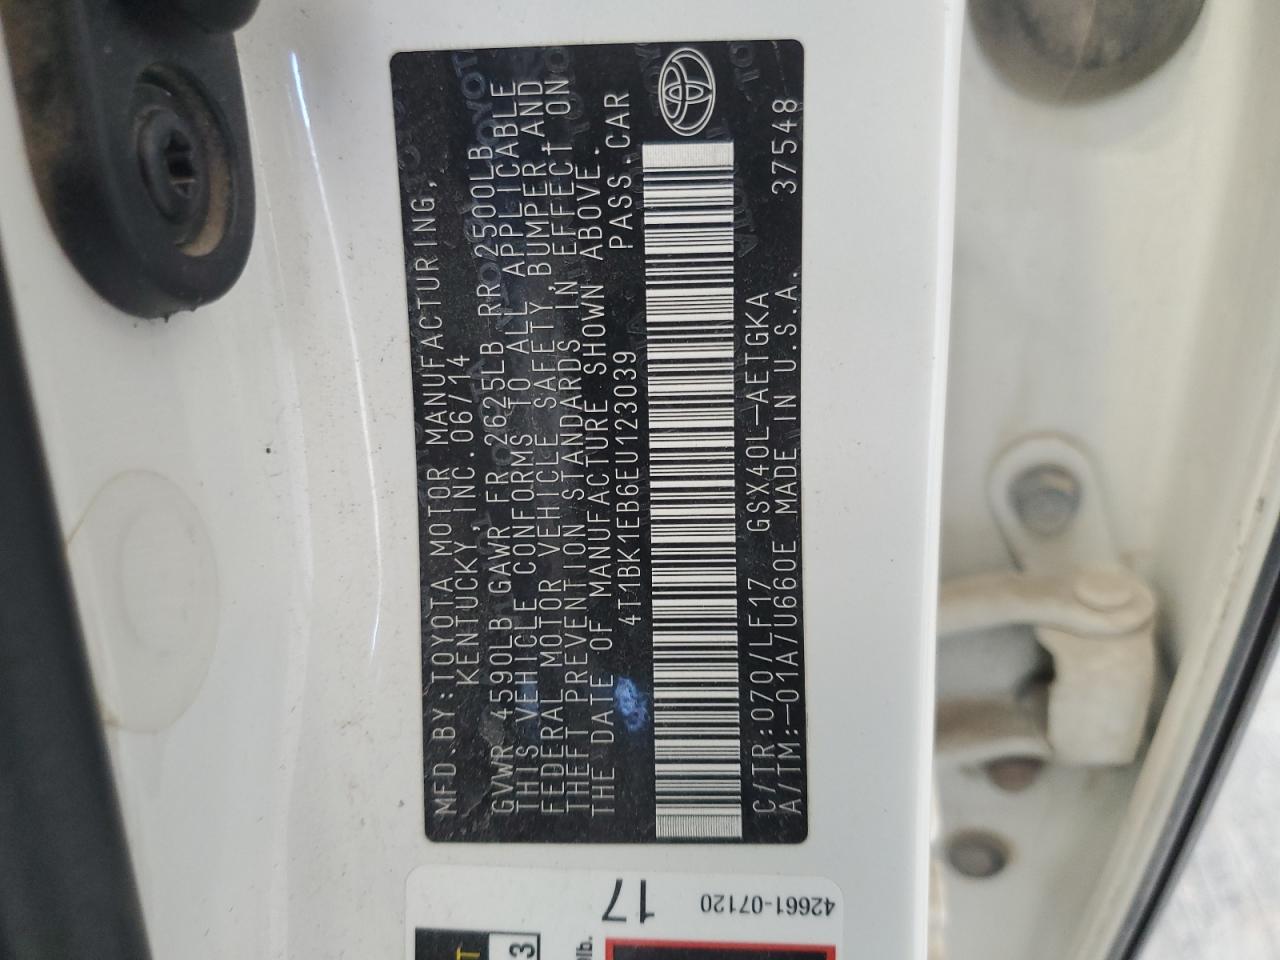 MFD.BY:TOYOTA MOTOR MANUFACTURING,
KENTUCKY,INC.06/14
GVWR 4590LB GAWR FR 2625LB RR 2500LB
THIS VEHICLE CONFORMS TO ALL APPLICABLE
FEDERAL MOTOR VEHICLE SAFETY,BUMPER,AND
THEFT PREVENTION STANDARDS IN EFFECT ON
THE DATE OF MANUFACTURE SHOWN ABOVE.
4T1BK1EB6EU123039 PASS.CAR
C/TR:070/LF17 GSX40L-AETGKA
A/TM:-01A/U660E MADE IN U.S.A. 37548
42661-07120
17